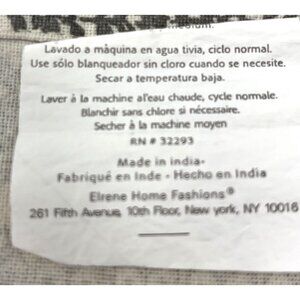 medium.
Lavado a màquina en agua tivia, ciclo normal.
Use sólo blanqueador sin cloro cuando se necesite.
Secar a temperatura baja.
Laver à la machine al'eau chaude, cycle normale.
Blanchir sans chlore si nécessaire.
Secher à la machine moyen
RN # 32293
Made in india-
Fabriqué en Inde - Hecho en India
Elrene Home Fashions®
261 Fifth Avenue, 10th Floor, New york, NY 10016